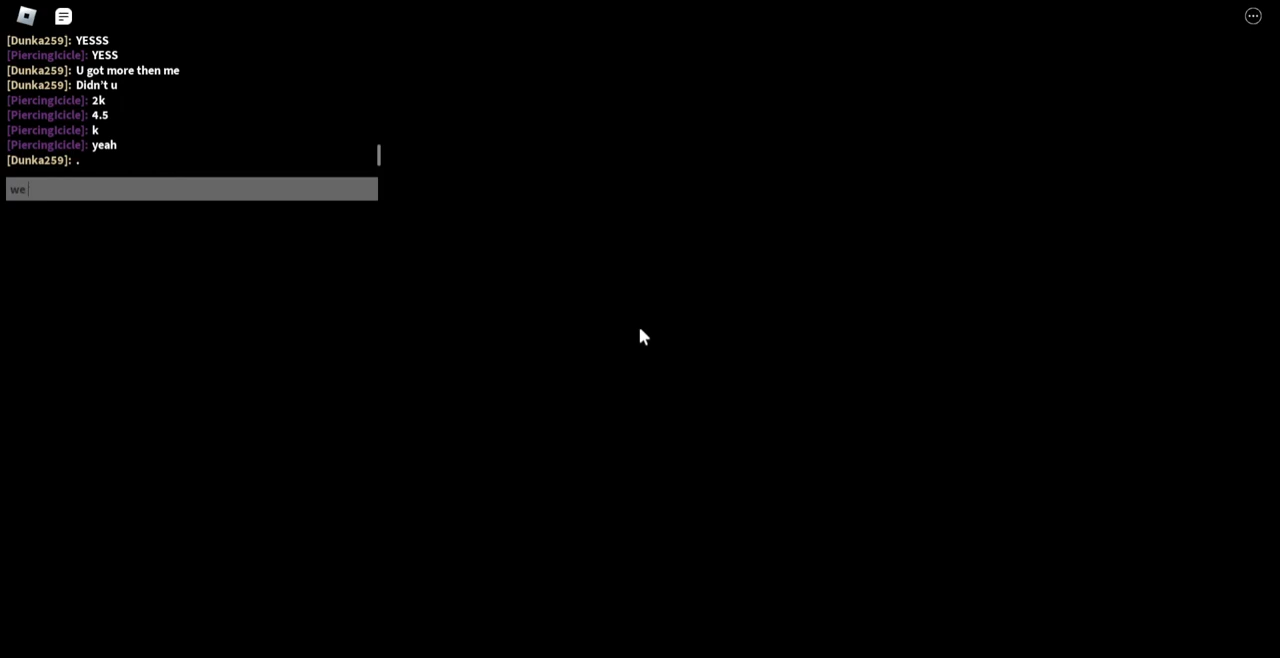 [Dunka259]: YESSS
[PiercingIcicle]: YESS
[Dunka259]: U got more then me
[Dunka259]: Didn't u
[PiercingIcicle]: 2k
[PiercingIcicle]: 4.5
[PiercingIcicle]: k
[PiercingIcicle]: yeah
[Dunka259]: .
we